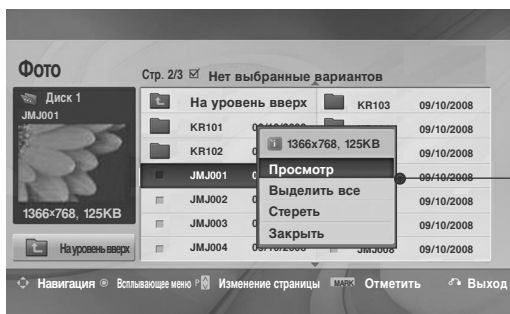 Фото
Стр. 2/3 Нет выбранные вариантов
Диск 1
JMJ001
1366x768, 125KB
На уровень вверх
На уровень вверх
KR103 09/10/2008
KR101 09/10/2008
KR102 09/10/2008
JMJ001 09/10/2008
JMJ002 09/10/2008
JMJ003 09/10/2008
JMJ004 JMJ008 09/10/2008
1366x768, 125KB
Просмотр
Выделить все
Стереть
Закрыть
Навигация Всплывающее меню P Изменение страницы MARK Отметить Выход